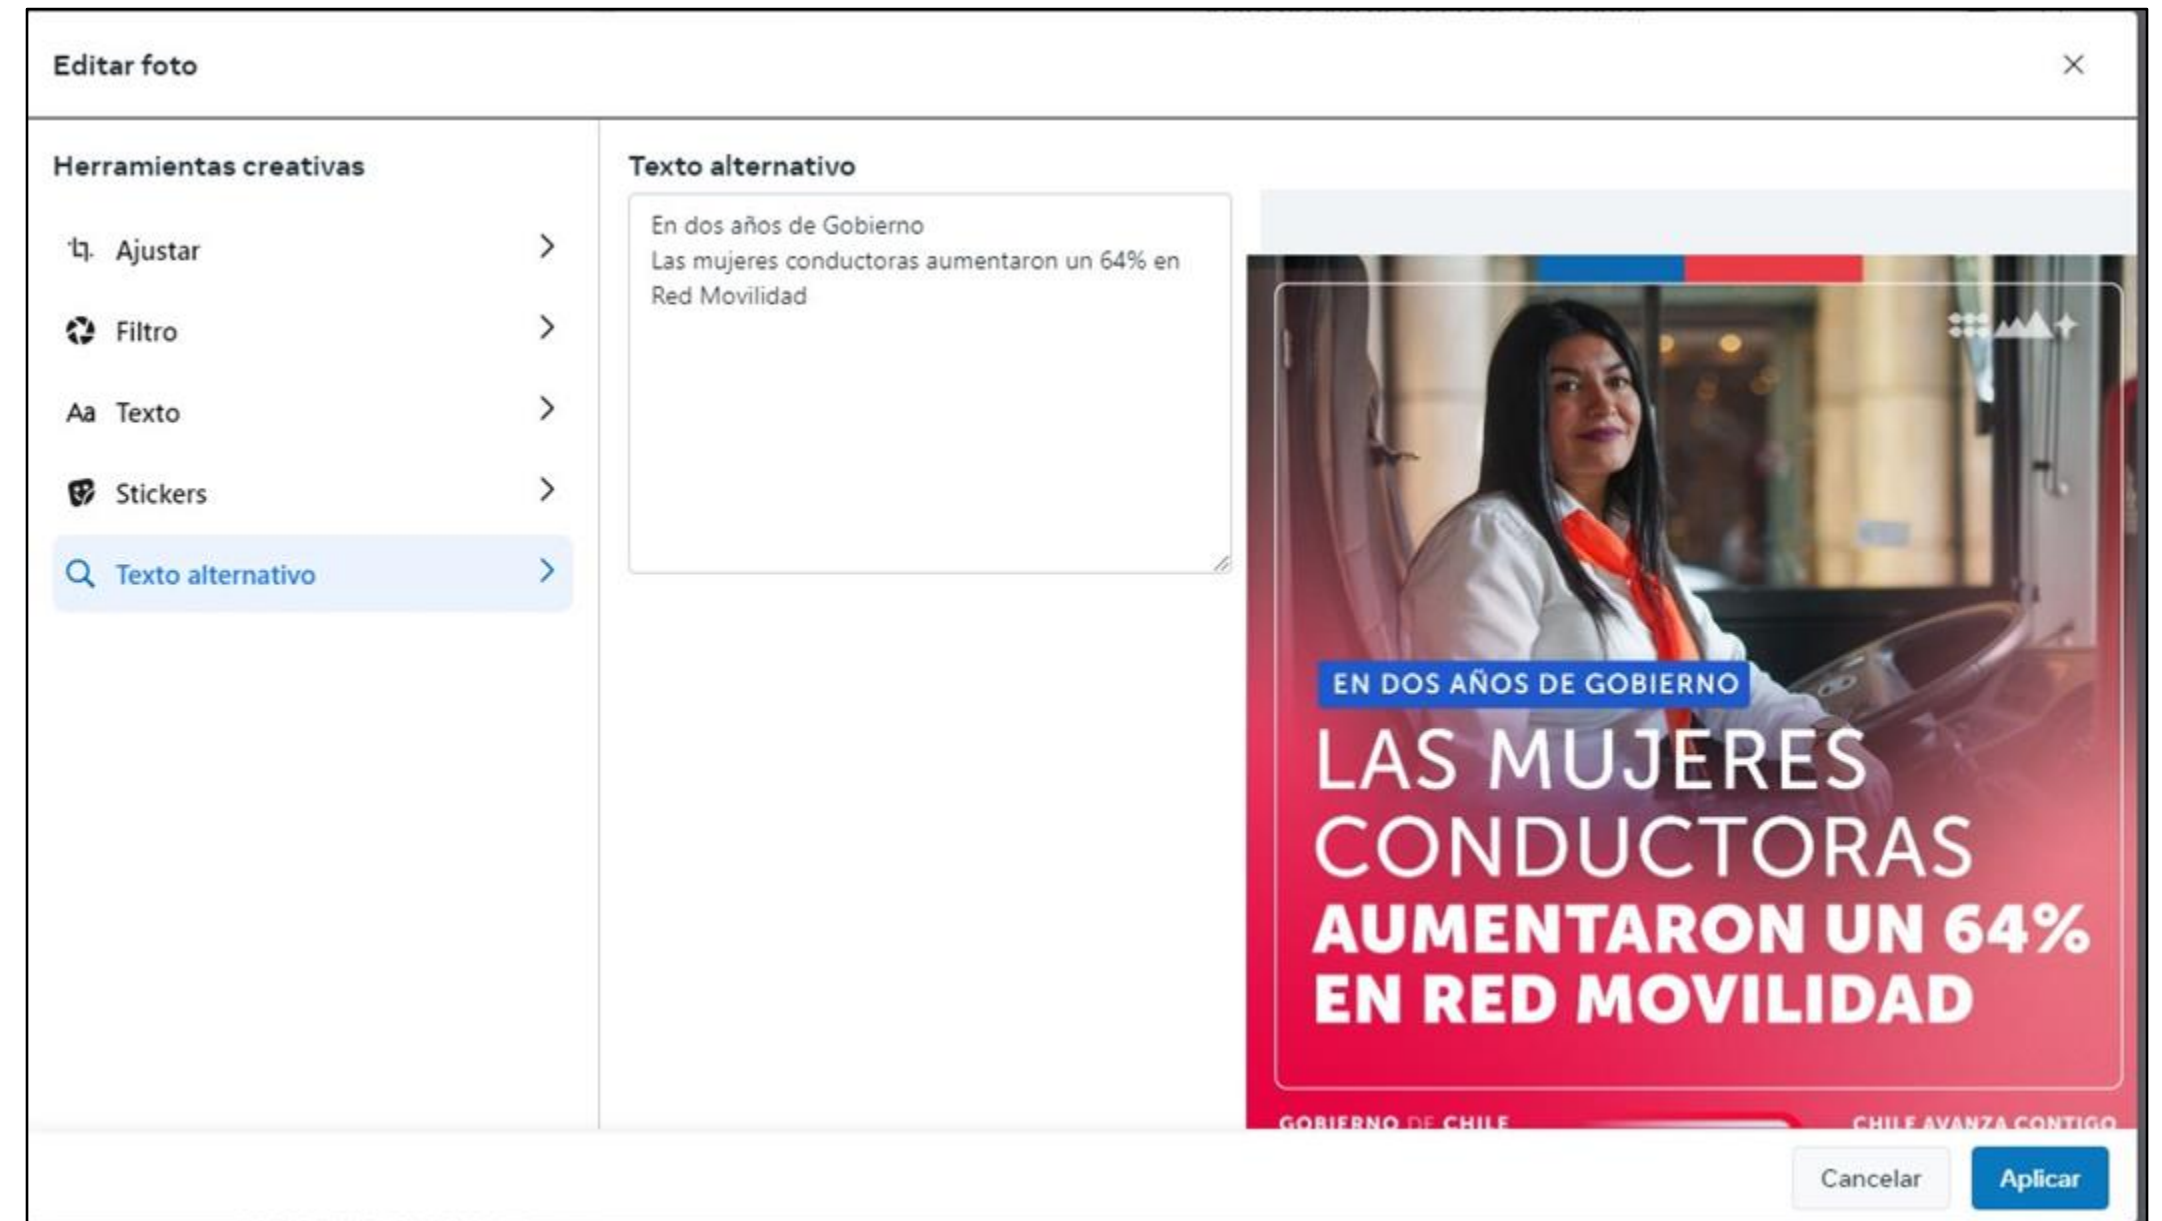 Editar foto
Herramientas creativas
Ajustar
Filtro
Aa Texto
Stickers
Texto alternativo
Texto alternativo
En dos años de Gobierno
Las mujeres conductoras aumentaron un 64% en
Red Movilidad
EN DOS AÑOS DE GOBIERNO
LAS MUJERES
CONDUCTORAS
AUMENTARON UN 64%
EN RED MOVILIDAD
GOBIERNO DE CHILE
CHILE AVANZA CONTIGO
Cancelar
Aplicar